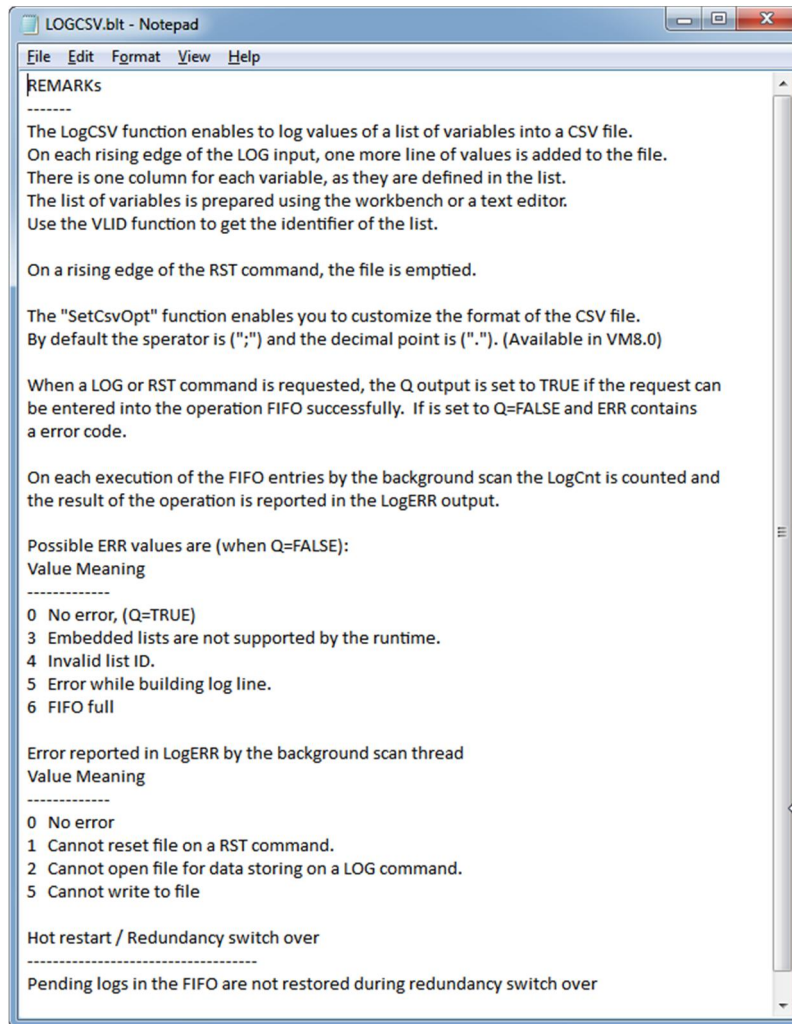 LOGCSV.blt - Notepad
File Edit Format View Help
REMARKs
-------
The LogCSV function enables to log values of a list of variables into a CSV file.
On each rising edge of the LOG input, one more line of values is added to the file.
There is one column for each variable, as they are defined in the list.
The list of variables is prepared using the workbench or a text editor.
Use the VLID function to get the identifier of the list.
On a rising edge of the RST command, the file is emptied.
The "SetCsvOpt" function enables you to customize the format of the CSV file.
By default the sperator is (";") and the decimal point is ("."). (Available in VM8.0)
When a LOG or RST command is requested, the Q output is set to TRUE if the request can
be entered into the operation FIFO successfully.  If is set to Q=FALSE and ERR contains
a error code.
On each execution of the FIFO entries by the background scan the LogCnt is counted and
the result of the operation is reported in the LogERR output.
Possible ERR values are (when Q=FALSE):
Value Meaning
-------------
0  No error, (Q=TRUE)
3  Embedded lists are not supported by the runtime.
4  Invalid list ID.
5  Error while building log line.
6  FIFO full
Error reported in LogERR by the background scan thread
Value Meaning
-------------
0  No error
1  Cannot reset file on a RST command.
2  Cannot open file for data storing on a LOG command.
5  Cannot write to file
Hot restart / Redundancy switch over
------------------------------------
Pending logs in the FIFO are not restored during redundancy switch over